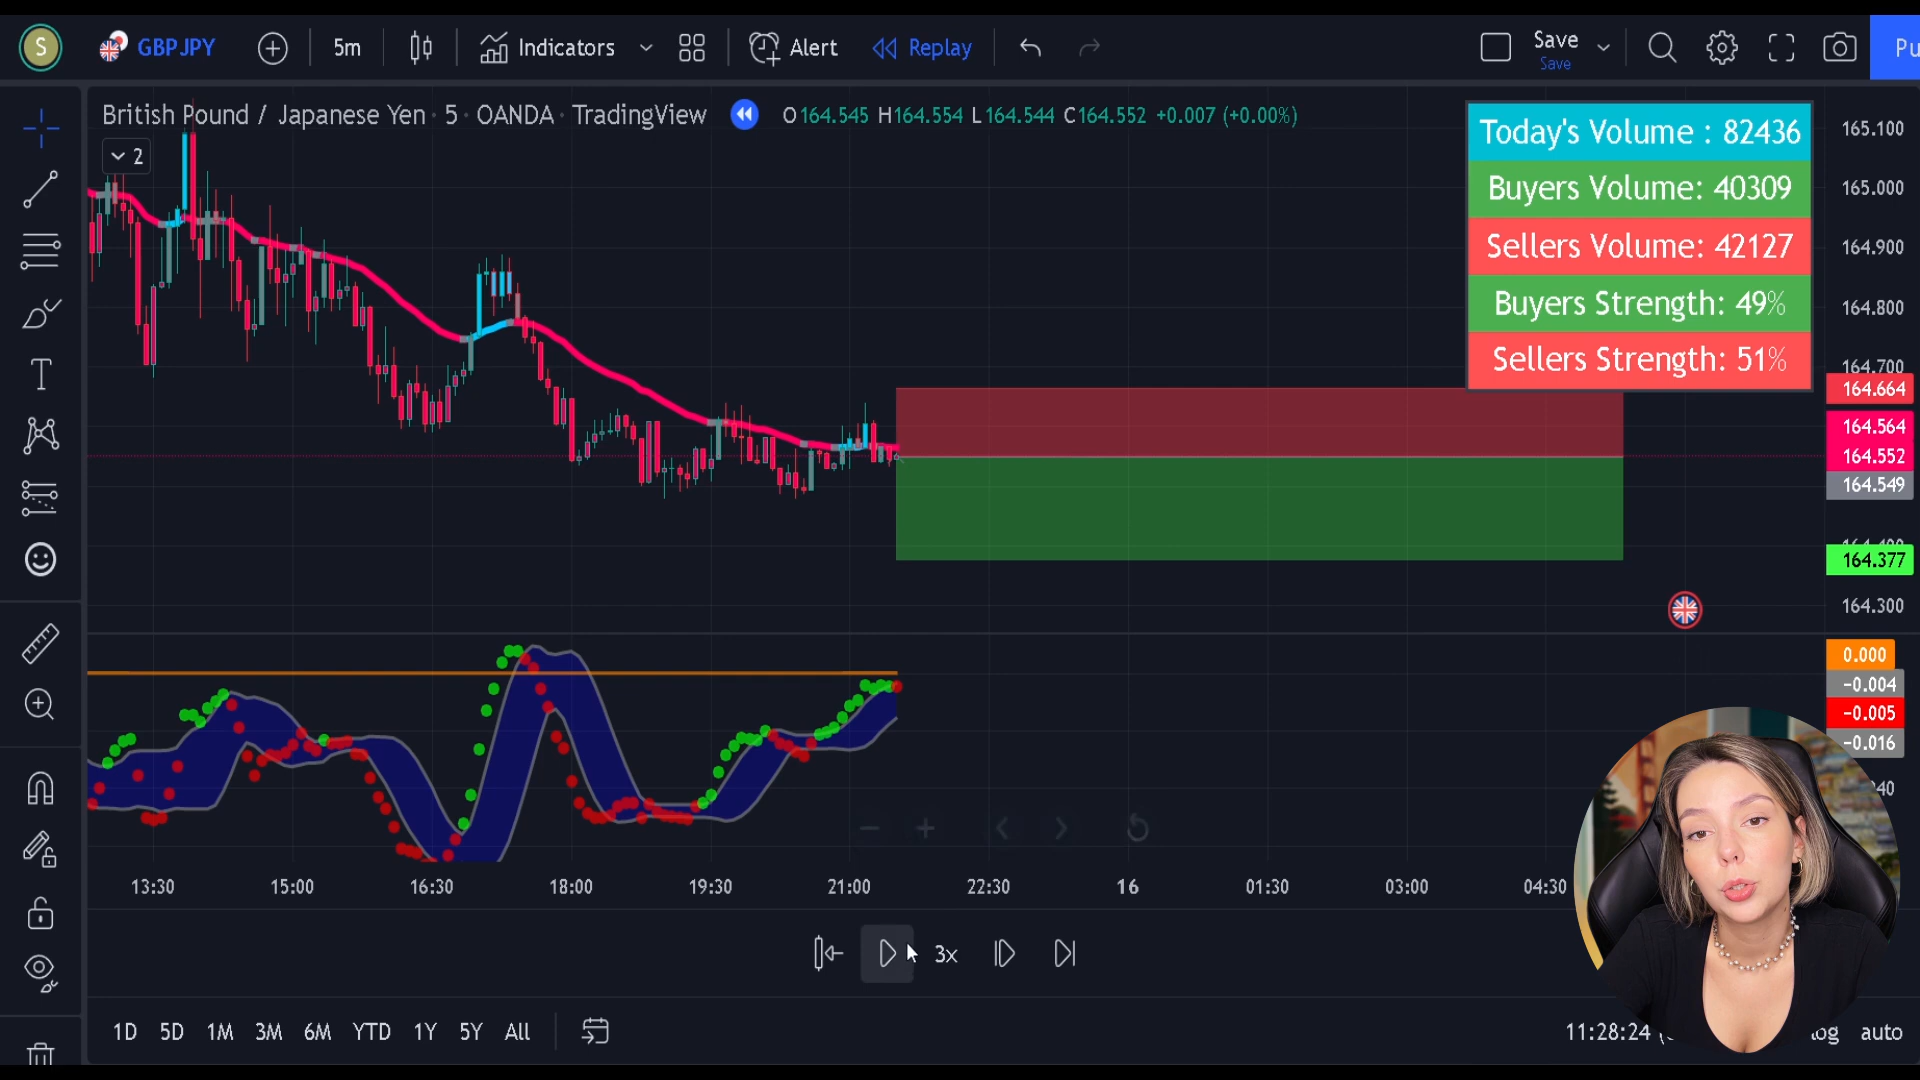 S GBPJPY 5m Indicators Alert Replay Save Pu
Save
British Pound / Japanese Yen · 5 · OANDA · TradingView O164.545 H164.554 L164.544 C164.552 +0.007 (+0.00%)
2
Today's Volume : 82436
Buyers Volume: 40309
Sellers Volume: 42127
Buyers Strength: 49%
Sellers Strength: 51%
165.100
165.000
164.900
164.800
164.700
164.664
164.564
164.552
164.549
164.377
164.300
0.000
-0.004
-0.005
-0.016
13:30 15:00 16:30 18:00 19:30 21:00 22:30 16 01:30 03:00 04:30
3x
1D 5D 1M 3M 6M YTD 1Y 5Y All 11:28:24 log auto